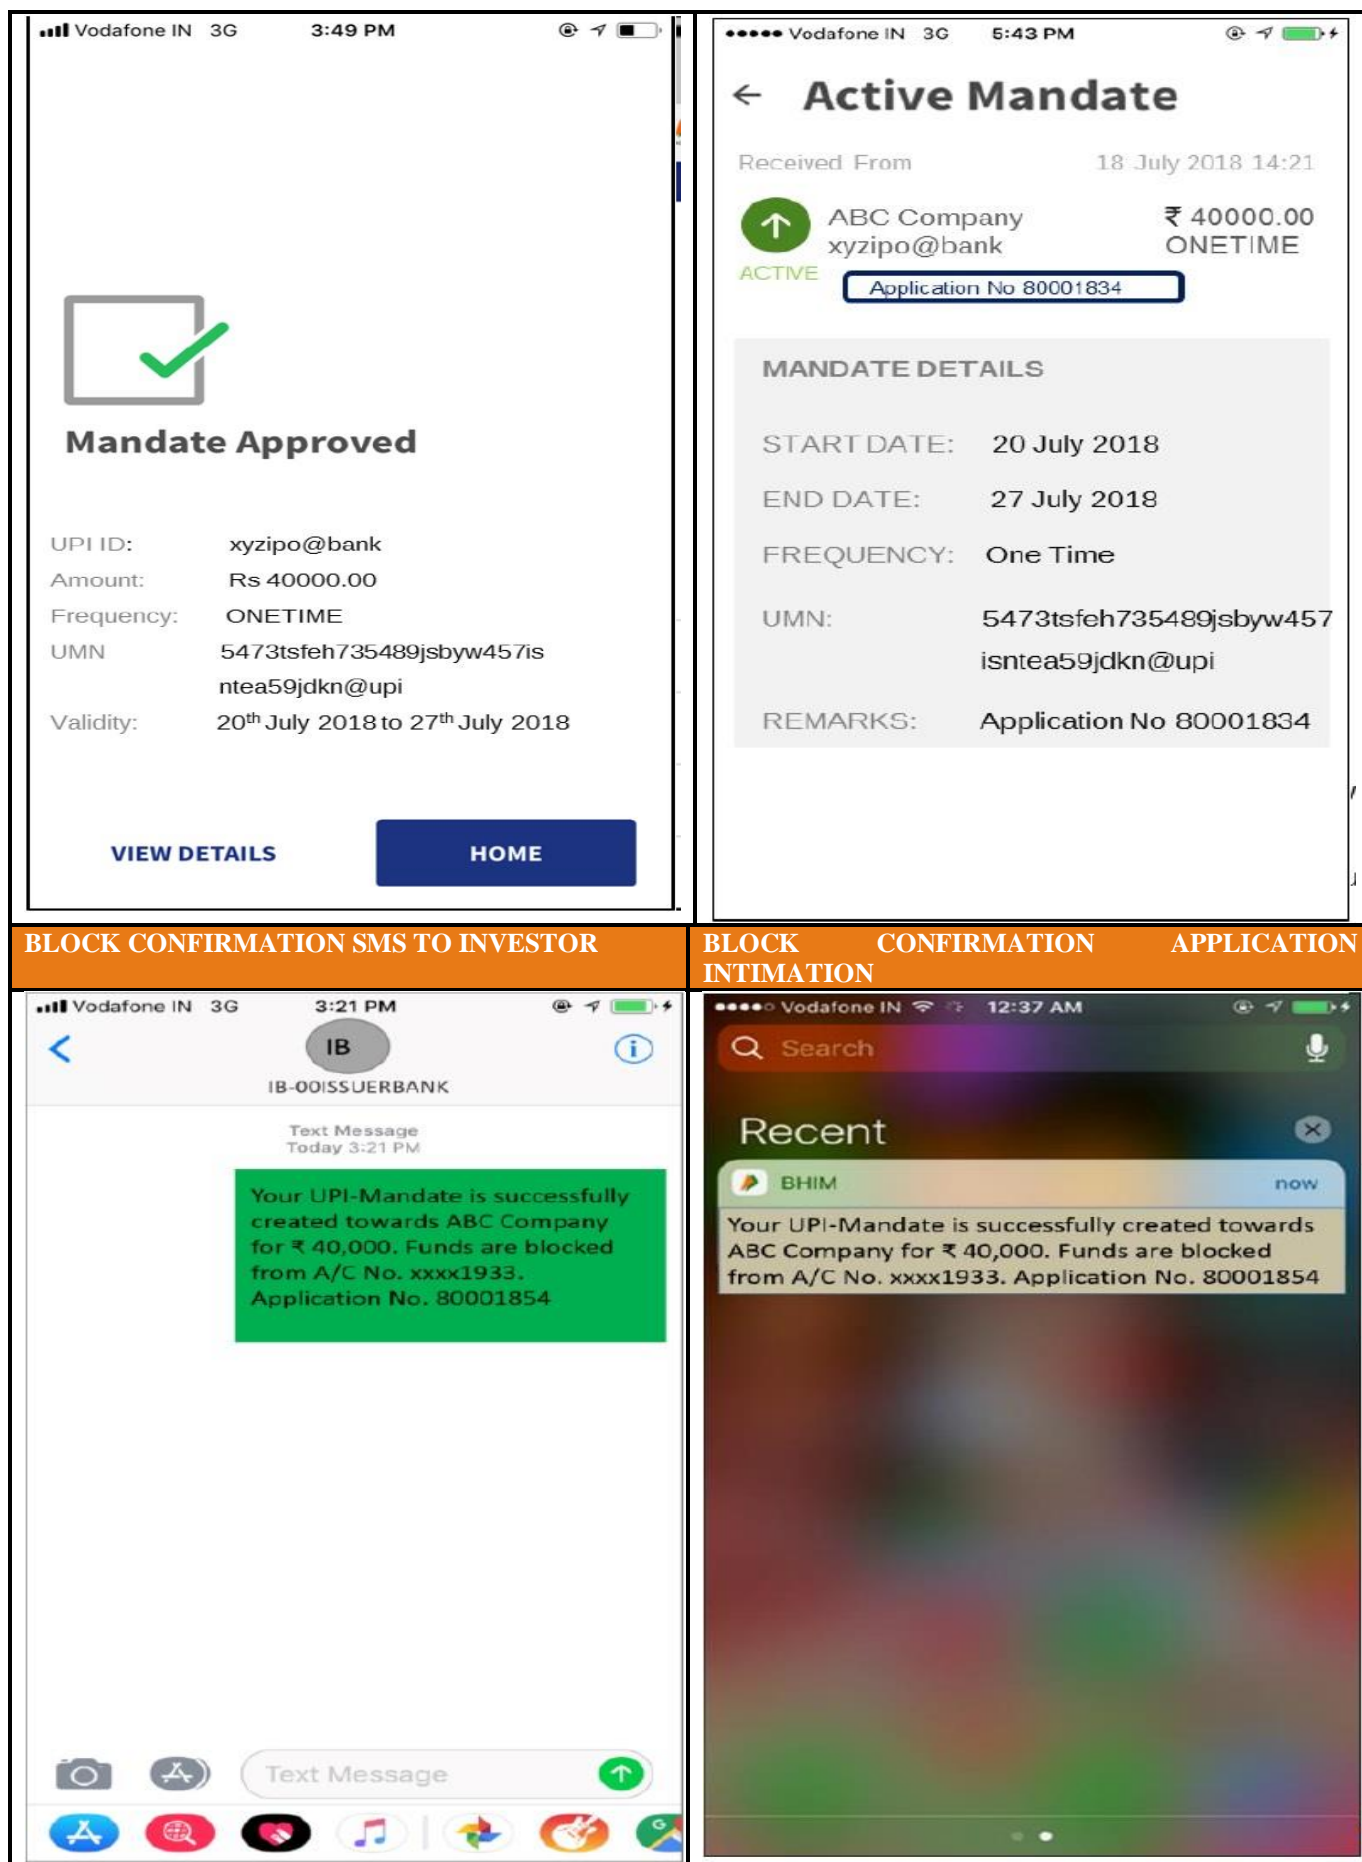 Vodafone IN 3G 3:49 PM
Mandate Approved
UPI ID: xyzipo@bank
Amount: Rs 40000.00
Frequency: ONETIME
UMN 5473tsfeh735489jsbyw457is
ntea59jdkn@upi
Validity: 20th July 2018 to 27th July 2018
VIEW DETAILS HOME
Vodafone IN 3G 5:43 PM
← Active Mandate
Received From 18 July 2018 14:21
ABC Company ₹ 40000.00
xyzipo@bank ONETIME
ACTIVE
Application No 80001834
MANDATE DETAILS
START DATE: 20 July 2018
END DATE: 27 July 2018
FREQUENCY: One Time
UMN: 5473tsfeh735489jsbyw457
isntea59jdkn@upi
REMARKS: Application No 80001834
BLOCK CONFIRMATION SMS TO INVESTOR
BLOCK CONFIRMATION APPLICATION
INTIMATION
Vodafone IN 3G 3:21 PM
IB
IB-00ISSUERBANK
Text Message
Today 3:21 PM
Your UPI-Mandate is successfully
created towards ABC Company
for ₹ 40,000. Funds are blocked
from A/C No. xxxx1933.
Application No. 80001854
Text Message
Vodafone IN 12:37 AM
Search
Recent
BHIM now
Your UPI-Mandate is successfully created towards
ABC Company for ₹ 40,000. Funds are blocked
from A/C No. xxxx1933. Application No. 80001854